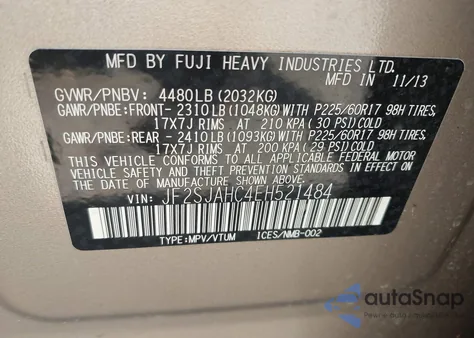 MFD BY FUJI HEAVY INDUSTRIES LTD.
11/13
GVWR/PNBV: 4480LB (2032KG)
GAWR/PNBE:FRONT- 2310LB(1048KG)WITH P225/60R17 98H TIRES,
17X7J RIMS AT 210 KPA(30 PSI)COLD
GAWR/PNBE:REAR - 2410LB(1093KG)WITH P225/60R17 98H TIRES,
17X7J RIMS AT 200 KPA(29 PSI)COLD
THIS VEHICLE CONFORMS TO ALL APPLICABLE FEDERAL MOTOR
VEHICLE SAFETY, BUMPER, AND THEFT PREVENTION STANDARDS
IN EFFECT ON THE DATE OF MANUFACTURE SHOWN ABOVE.
VIN: JF2SJAHC4EH521484
TYPE:MPV/VTUM ICES/NMB-002
autoSnap
Power Auto Imaging